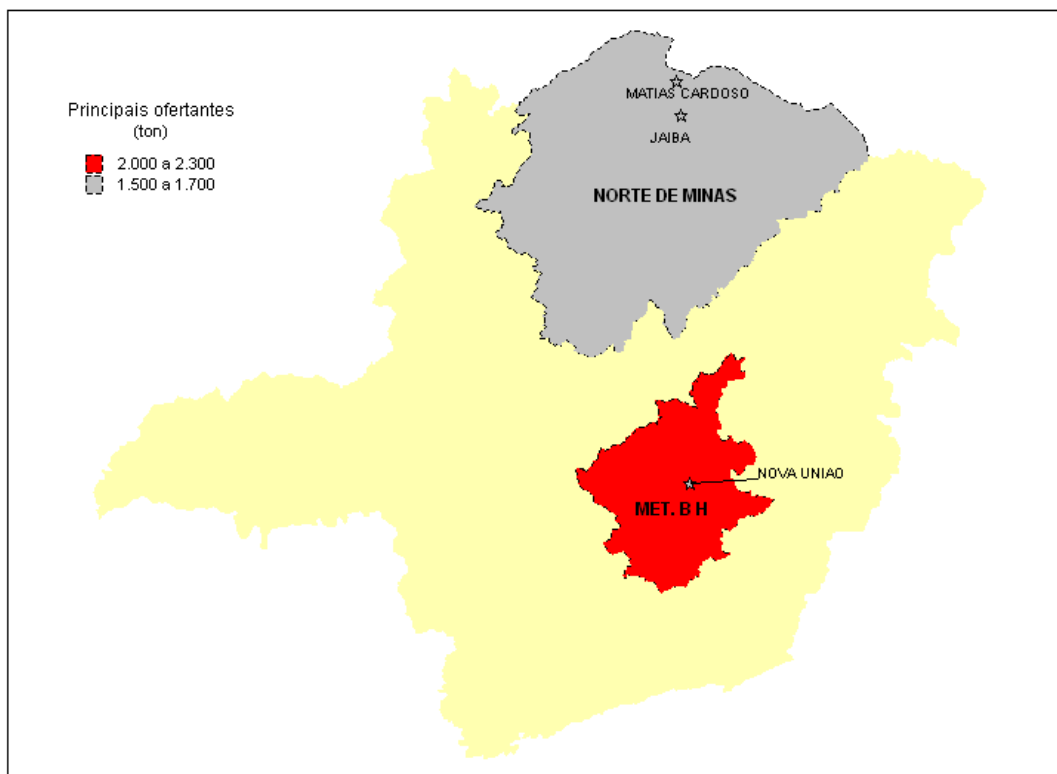 Principais ofertantes
(ton)
2.000 a 2.300
1.500 a 1.700
MATIAS CARDOSO
JAIBA
NORTE DE MINAS
NOVA UNIAO
MET. B H